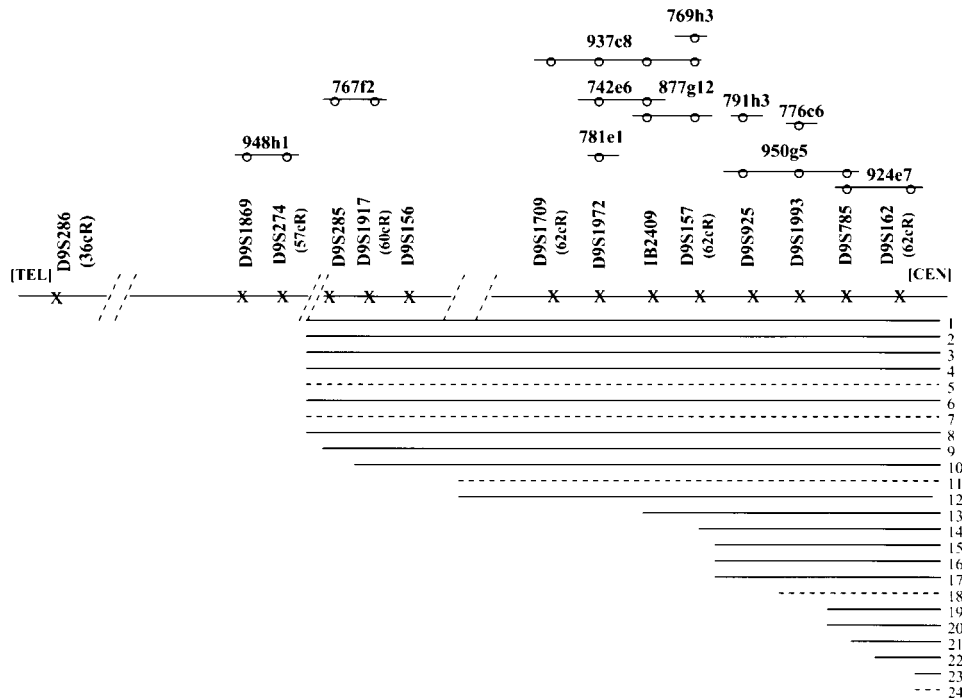 769h3
937c8
767f2
742e6 877g12
791h3
776c6
948h1
781e1
950g5
924e7
D9S286
(36cR)
D9S1869
D9S274
(57cR)
D9S285
D9S1917
(60cR)
D9S156
D9S1709
(62cR)
D9S1972
IB2409
D9S157
(62cR)
D9S925
D9S1993
D9S785
D9S162
(62cR)
[TEL]
[CEN]
X X X X X X X X X X X X X X
1
2
3
4
5
6
7
8
9
10
11
12
13
14
15
16
17
18
19
20
21
22
23
24